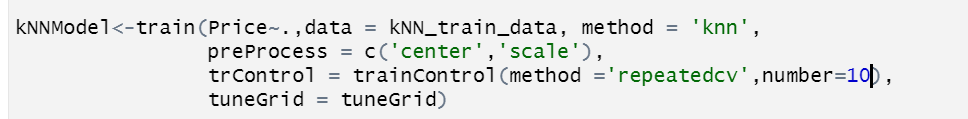 kNNModel<-train(Price~.,data = kNN_train_data, method = 'knn',
preProcess = c('center','scale'),
trControl = trainControl(method ='repeatedcv',number=10),
tuneGrid = tuneGrid)